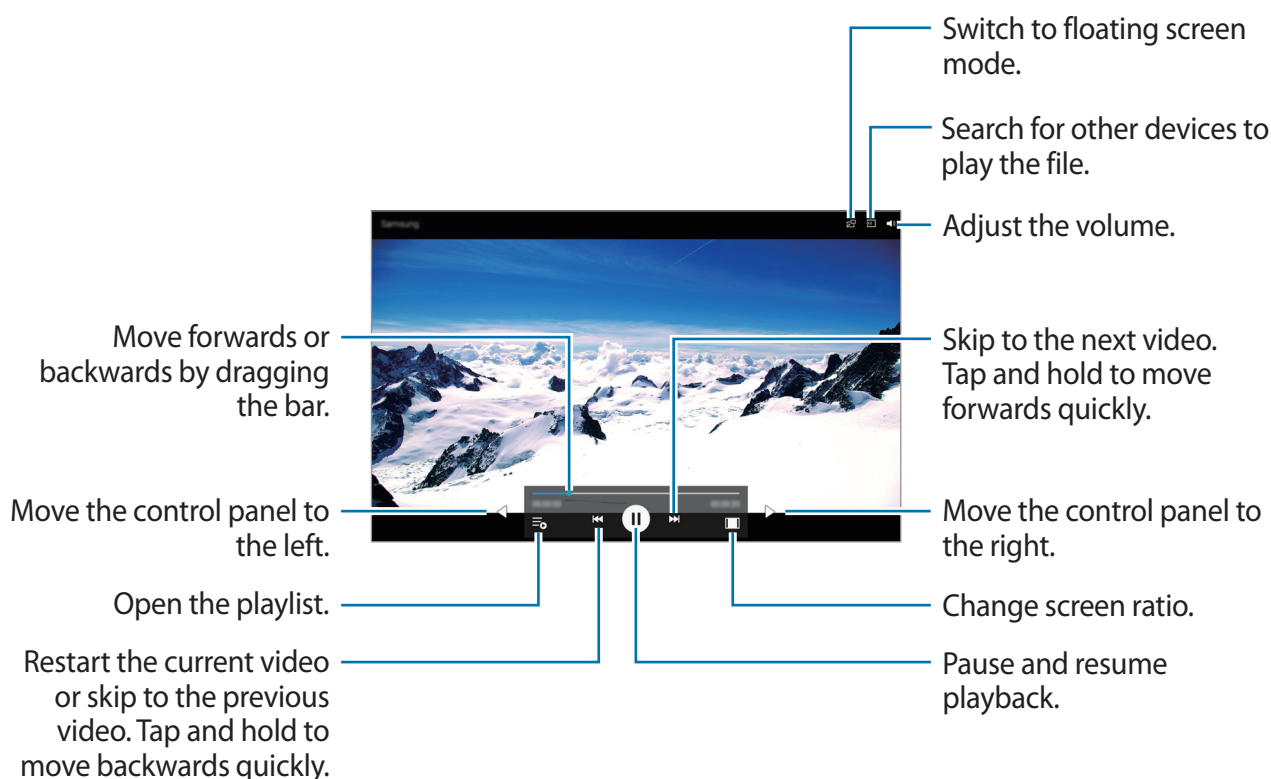 Switch to floating screen
mode.
Search for other devices to
play the file.
Samsung
Adjust the volume.
Move forwards or
backwards by dragging
the bar.
Skip to the next video.
Tap and hold to move
forwards quickly.
Move the control panel to
the left.
Move the control panel to
the right.
Open the playlist.
Change screen ratio.
Restart the current video
or skip to the previous
video. Tap and hold to
move backwards quickly.
Pause and resume
playback.